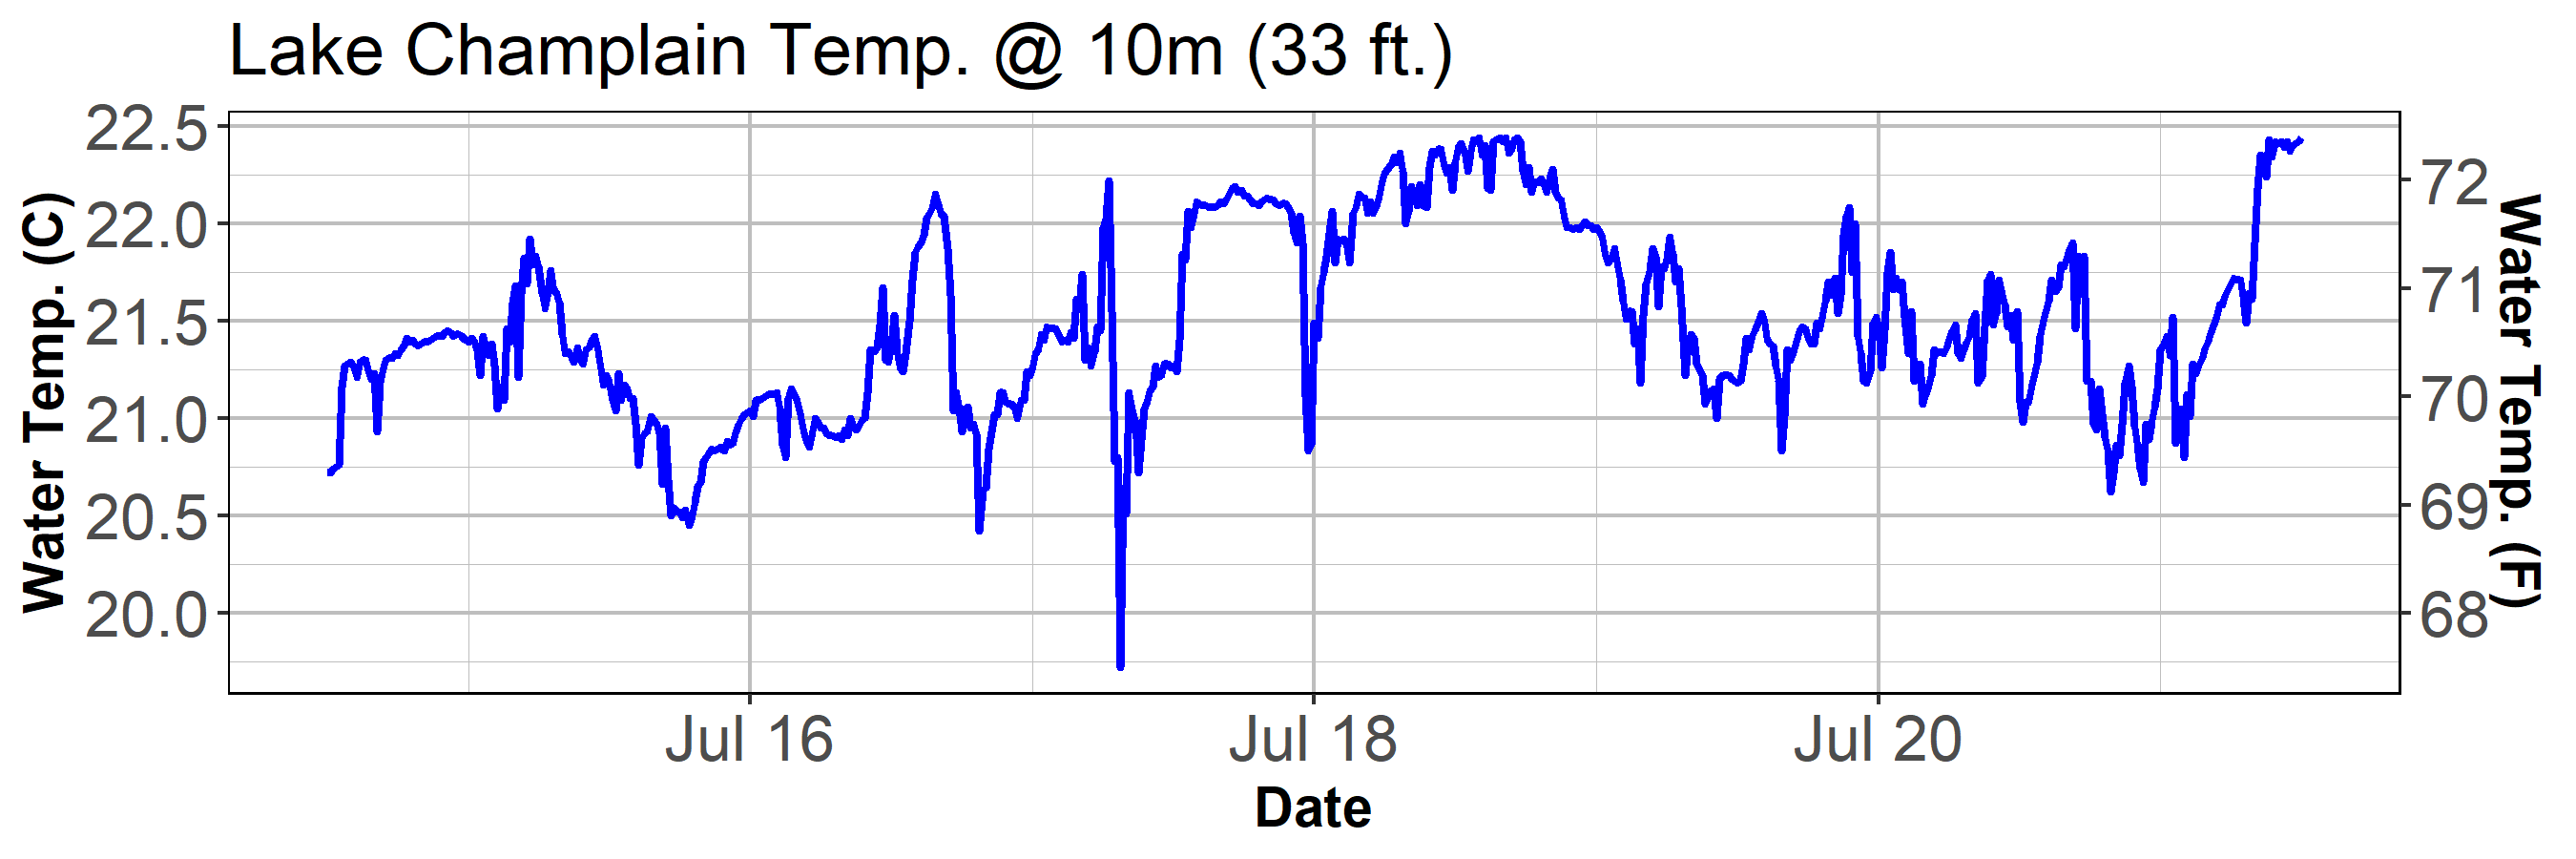 Lake Champlain Temp. @ 10m (33 ft.)
Water Temp. (C)
22.5
22.0
21.5
21.0
20.5
20.0
72
71
70
69
68
Water Temp. (F)
Jul 16
Jul 18
Jul 20
Date